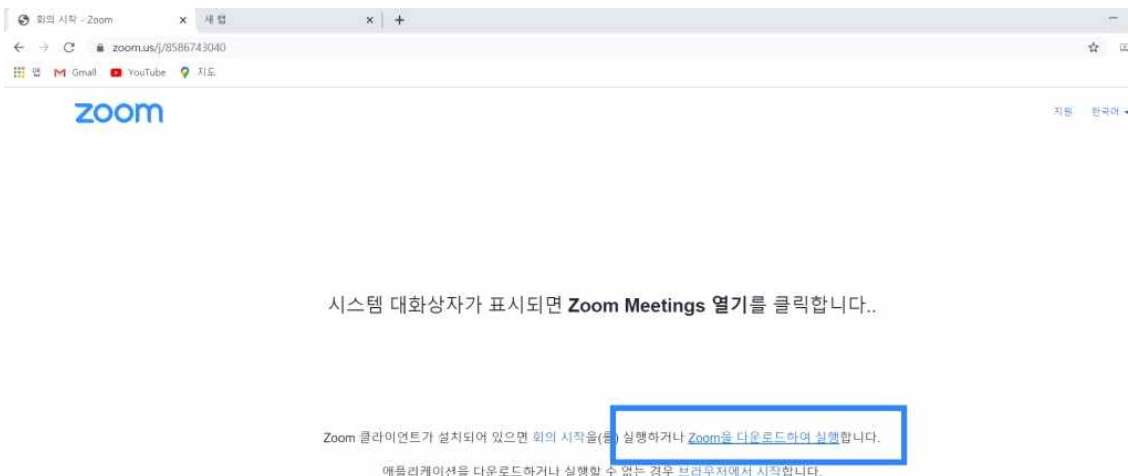 회의 시작 - Zoom
새 탭
zoom.us/j/8586743040
앱 Gmail YouTube 지도
zoom
지원 한국어
시스템 대화상자가 표시되면 Zoom Meetings 열기를 클릭합니다..
Zoom 클라이언트가 설치되어 있으면 회의 시작을(를) 실행하거나 Zoom을 다운로드하여 실행합니다.
애플리케이션을 다운로드하거나 실행할 수 없는 경우 브라우저에서 시작합니다.